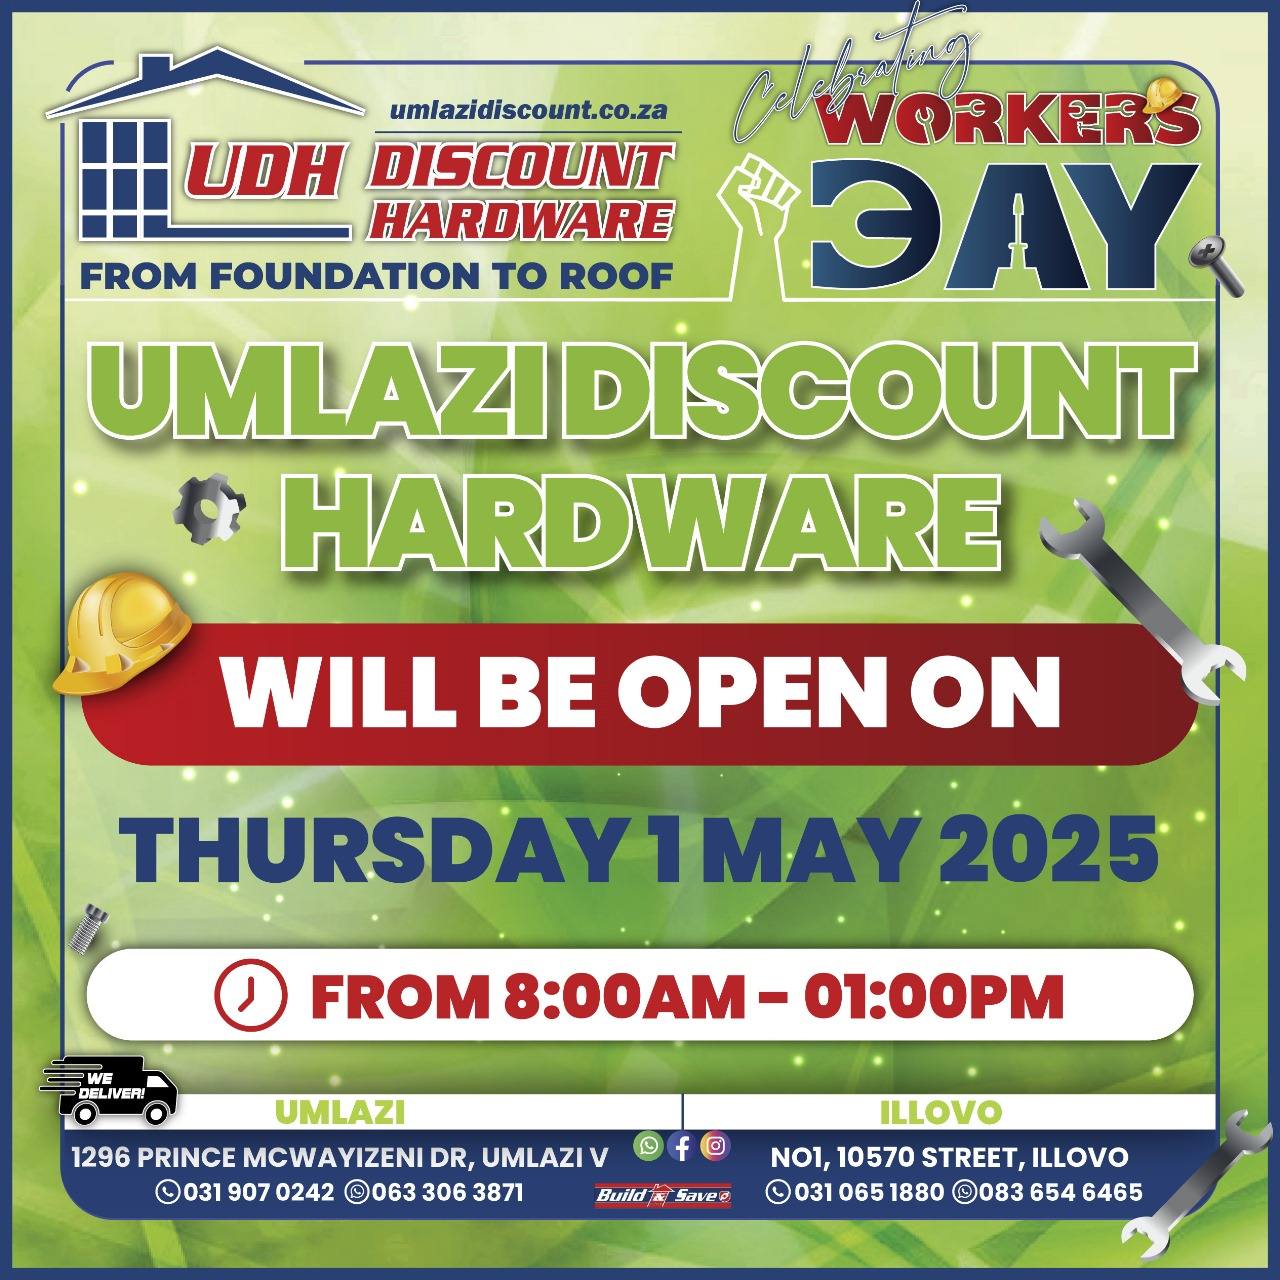 umlazidiscount.co.za
UDH DISCOUNT
HARDWARE
FROM FOUNDATION TO ROOF
Celebrating
WORKERS
DAY
UMLAZI DISCOUNT
HARDWARE
WILL BE OPEN ON
THURSDAY 1 MAY 2025
FROM 8:00AM - 01:00PM
WE
DELIVER!
UMLAZI
1296 PRINCE MCWAYIZENI DR, UMLAZI V
031 907 0242 063 306 3871
Build & Save
ILLOVO
NO1, 10570 STREET, ILLOVO
031 065 1880 083 654 6465